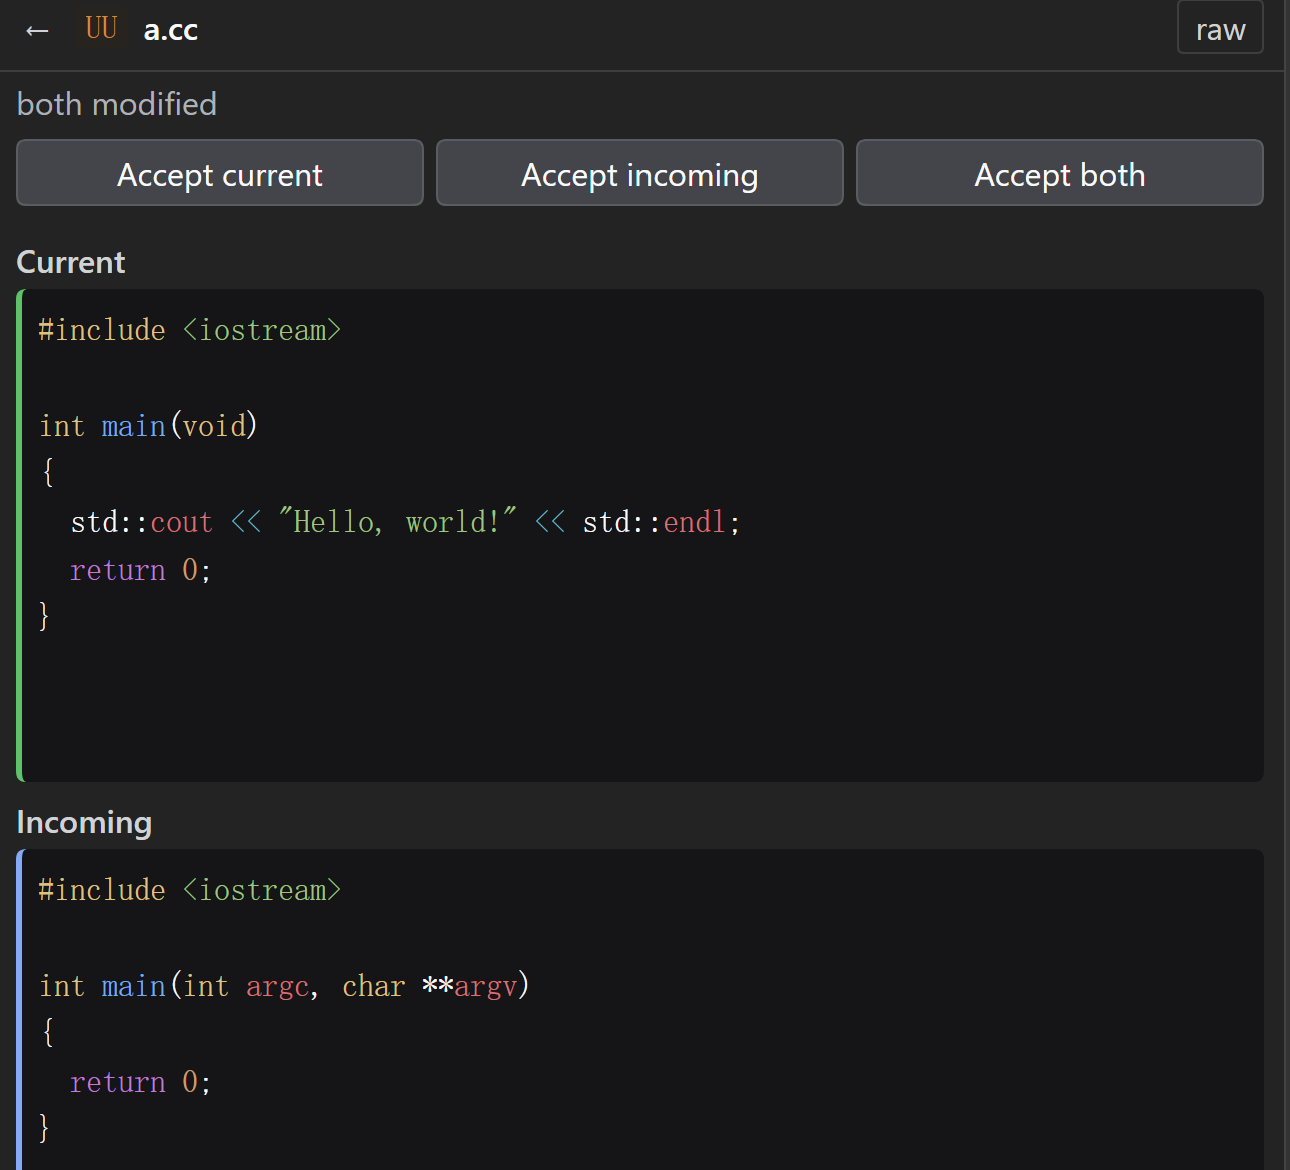 ← UU a.cc raw
both modified
Accept current Accept incoming Accept both
Current
#include <iostream>

int main(void)
{
  std::cout << "Hello, world!" << std::endl;
  return 0;
}
Incoming
#include <iostream>

int main(int argc, char **argv)
{
  return 0;
}